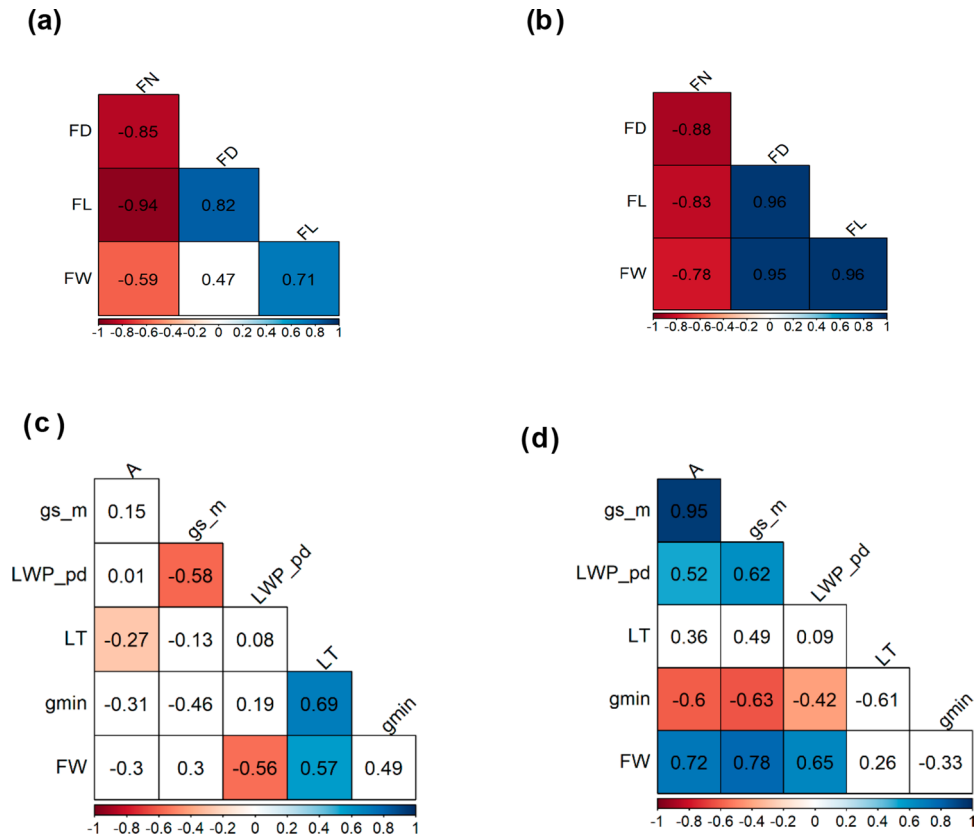 (a)
FN
FD -0.85
FD
FL -0.94 0.82
FL
FW -0.59 0.47 0.71
-1 -0.8 -0.6 -0.4 -0.2 0 0.2 0.4 0.6 0.8 1
(b)
FN
FD -0.88
FD
FL -0.83 0.96
FL
FW -0.78 0.95 0.96
-1 -0.8 -0.6 -0.4 -0.2 0 0.2 0.4 0.6 0.8 1
(c)
A
gs_m 0.15
gs_m
LWP_pd 0.01 -0.58
LWP_pd
LT -0.27 -0.13 0.08
LT
gmin -0.31 -0.46 0.19 0.69
gmin
FW -0.3 0.3 -0.56 0.57 0.49
-1 -0.8 -0.6 -0.4 -0.2 0 0.2 0.4 0.6 0.8 1
(d)
A
gs_m 0.95
gs_m
LWP_pd 0.52 0.62
LWP_pd
LT 0.36 0.49 0.09
LT
gmin -0.6 -0.63 -0.42 -0.61
gmin
FW 0.72 0.78 0.65 0.26 -0.33
-1 -0.8 -0.6 -0.4 -0.2 0 0.2 0.4 0.6 0.8 1